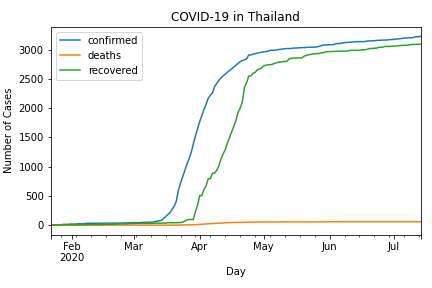 COVID-19 in Thailand
confirmed
deaths
recovered
Number of Cases
3000
2500
2000
1500
1000
500
0
Feb
2020
Mar
Apr
May
Jun
Jul
Day